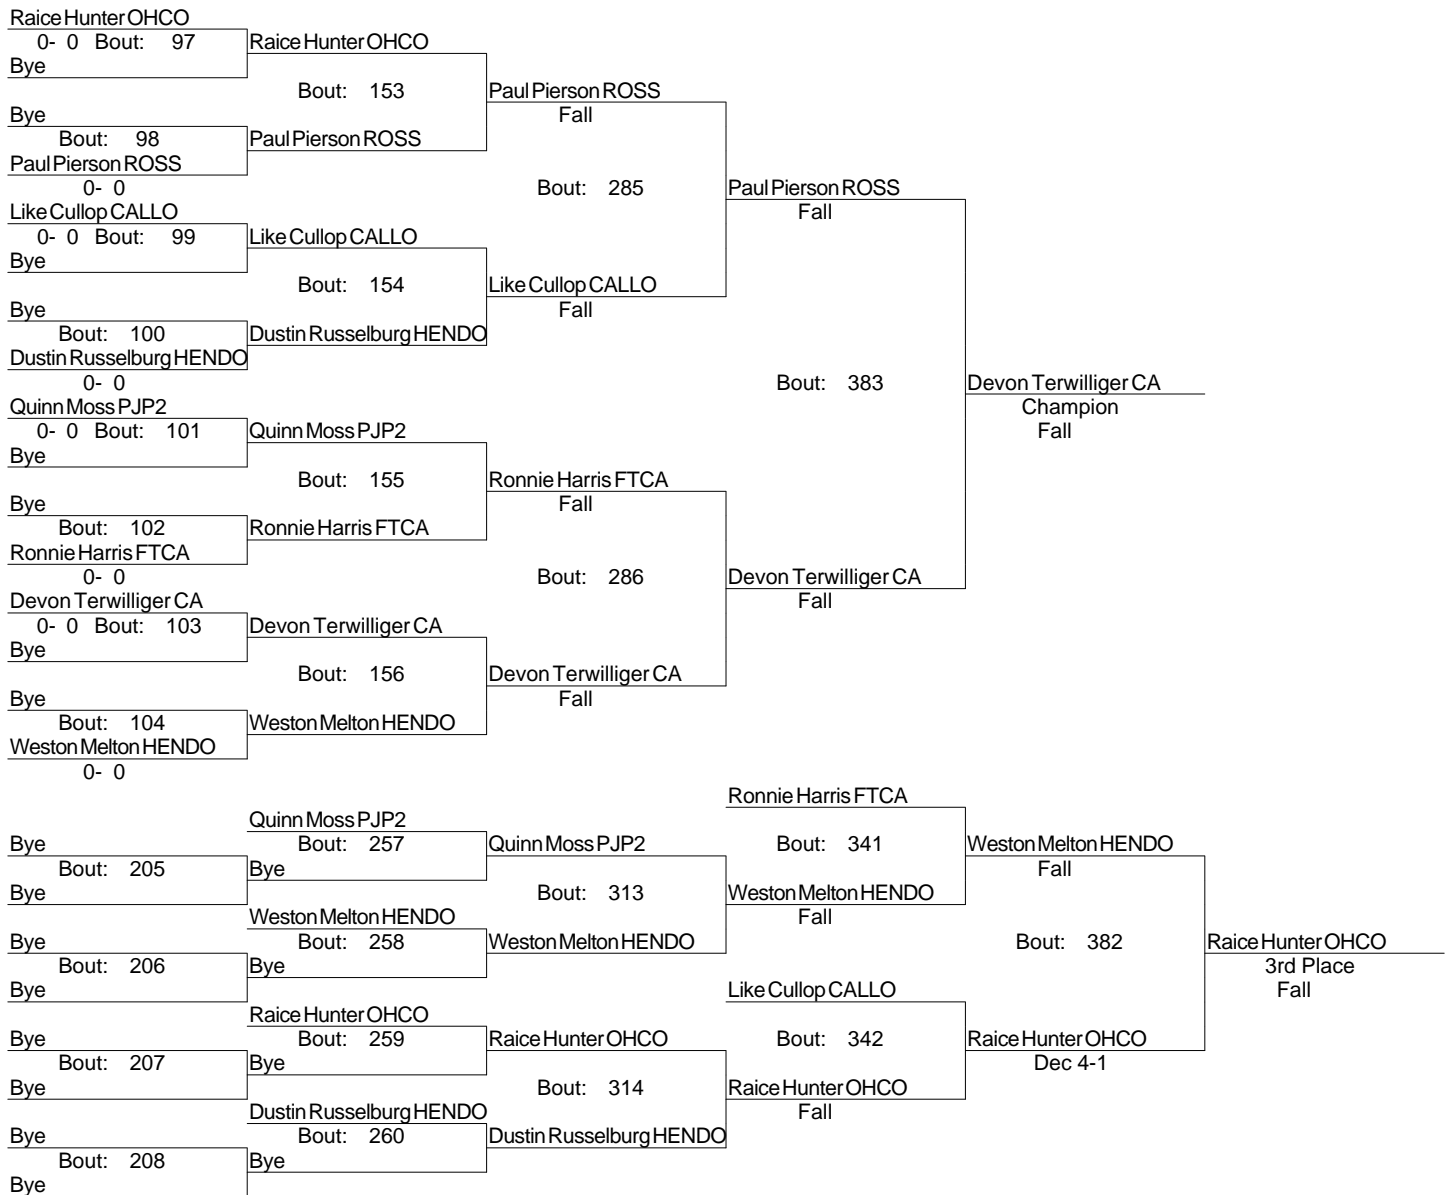 Raice Hunter OHCO
0- 0 Bout: 97
Raice Hunter OHCO
Bye
Bout: 153
Paul Pierson ROSS
Fall
Bye
Bout: 98
Paul Pierson ROSS
Paul Pierson ROSS
0- 0
Bout: 285
Paul Pierson ROSS
Fall
Like Cullop CALLO
0- 0 Bout: 99
Like Cullop CALLO
Bye
Bout: 154
Like Cullop CALLO
Fall
Bye
Bout: 100
Dustin Russelburg HENDO
Dustin Russelburg HENDO
0- 0
Bout: 383
Devon Terwilliger CA
Champion
Fall
Quinn Moss PJP2
0- 0 Bout: 101
Quinn Moss PJP2
Bye
Bout: 155
Ronnie Harris FTCA
Fall
Bye
Bout: 102
Ronnie Harris FTCA
Ronnie Harris FTCA
0- 0
Bout: 286
Devon Terwilliger CA
Fall
Devon Terwilliger CA
0- 0 Bout: 103
Devon Terwilliger CA
Bye
Bout: 156
Devon Terwilliger CA
Fall
Bye
Bout: 104
Weston Melton HENDO
Weston Melton HENDO
0- 0
Ronnie Harris FTCA
Quinn Moss PJP2
Bye
Bout: 257
Quinn Moss PJP2
Bout: 341
Weston Melton HENDO
Fall
Bout: 205
Bye
Bye
Bout: 313
Weston Melton HENDO
Fall
Weston Melton HENDO
Bye
Bout: 258
Weston Melton HENDO
Bout: 382
Raice Hunter OHCO
3rd Place
Fall
Bout: 206
Bye
Bye
Like Cullop CALLO
Raice Hunter OHCO
Bye
Bout: 259
Raice Hunter OHCO
Bout: 342
Raice Hunter OHCO
Dec 4-1
Bout: 207
Bye
Bye
Bout: 314
Raice Hunter OHCO
Fall
Dustin Russelburg HENDO
Bye
Bout: 260
Dustin Russelburg HENDO
Bout: 208
Bye
Bye